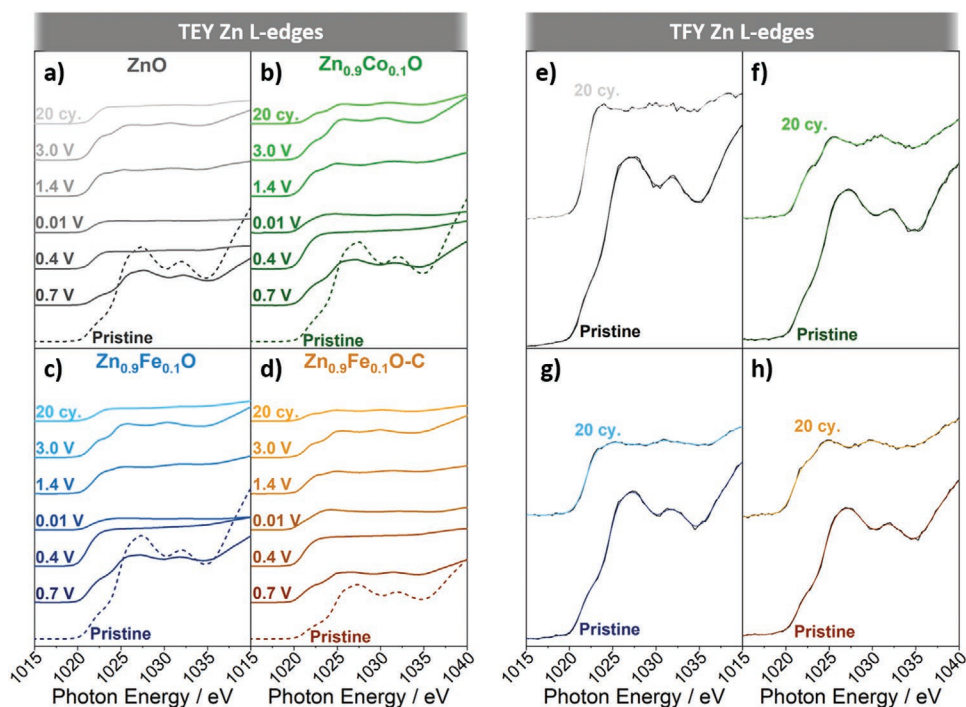 TEY Zn L-edges
a)
ZnO
20 cy.
3.0 V
1.4 V
0.01 V
0.4 V
0.7 V
Pristine
b)
Zn0.9Co0.1O
20 cy.
3.0 V
1.4 V
0.01 V
0.4 V
0.7 V
Pristine
c)
Zn0.9Fe0.1O
20 cy.
3.0 V
1.4 V
0.01 V
0.4 V
0.7 V
Pristine
1015 1020 1025 1030 1035 1015
Photon Energy / eV
d)
Zn0.9Fe0.1O-C
20 cy.
3.0 V
1.4 V
0.01 V
0.4 V
0.7 V
Pristine
1020 1025 1030 1035 1040
Photon Energy / eV
TFY Zn L-edges
e)
20 cy.
Pristine
f)
20 cy.
Pristine
g)
20 cy.
Pristine
1015 1020 1025 1030 1035 1015
Photon Energy / eV
h)
20 cy.
Pristine
1020 1025 1030 1035 1040
Photon Energy / eV